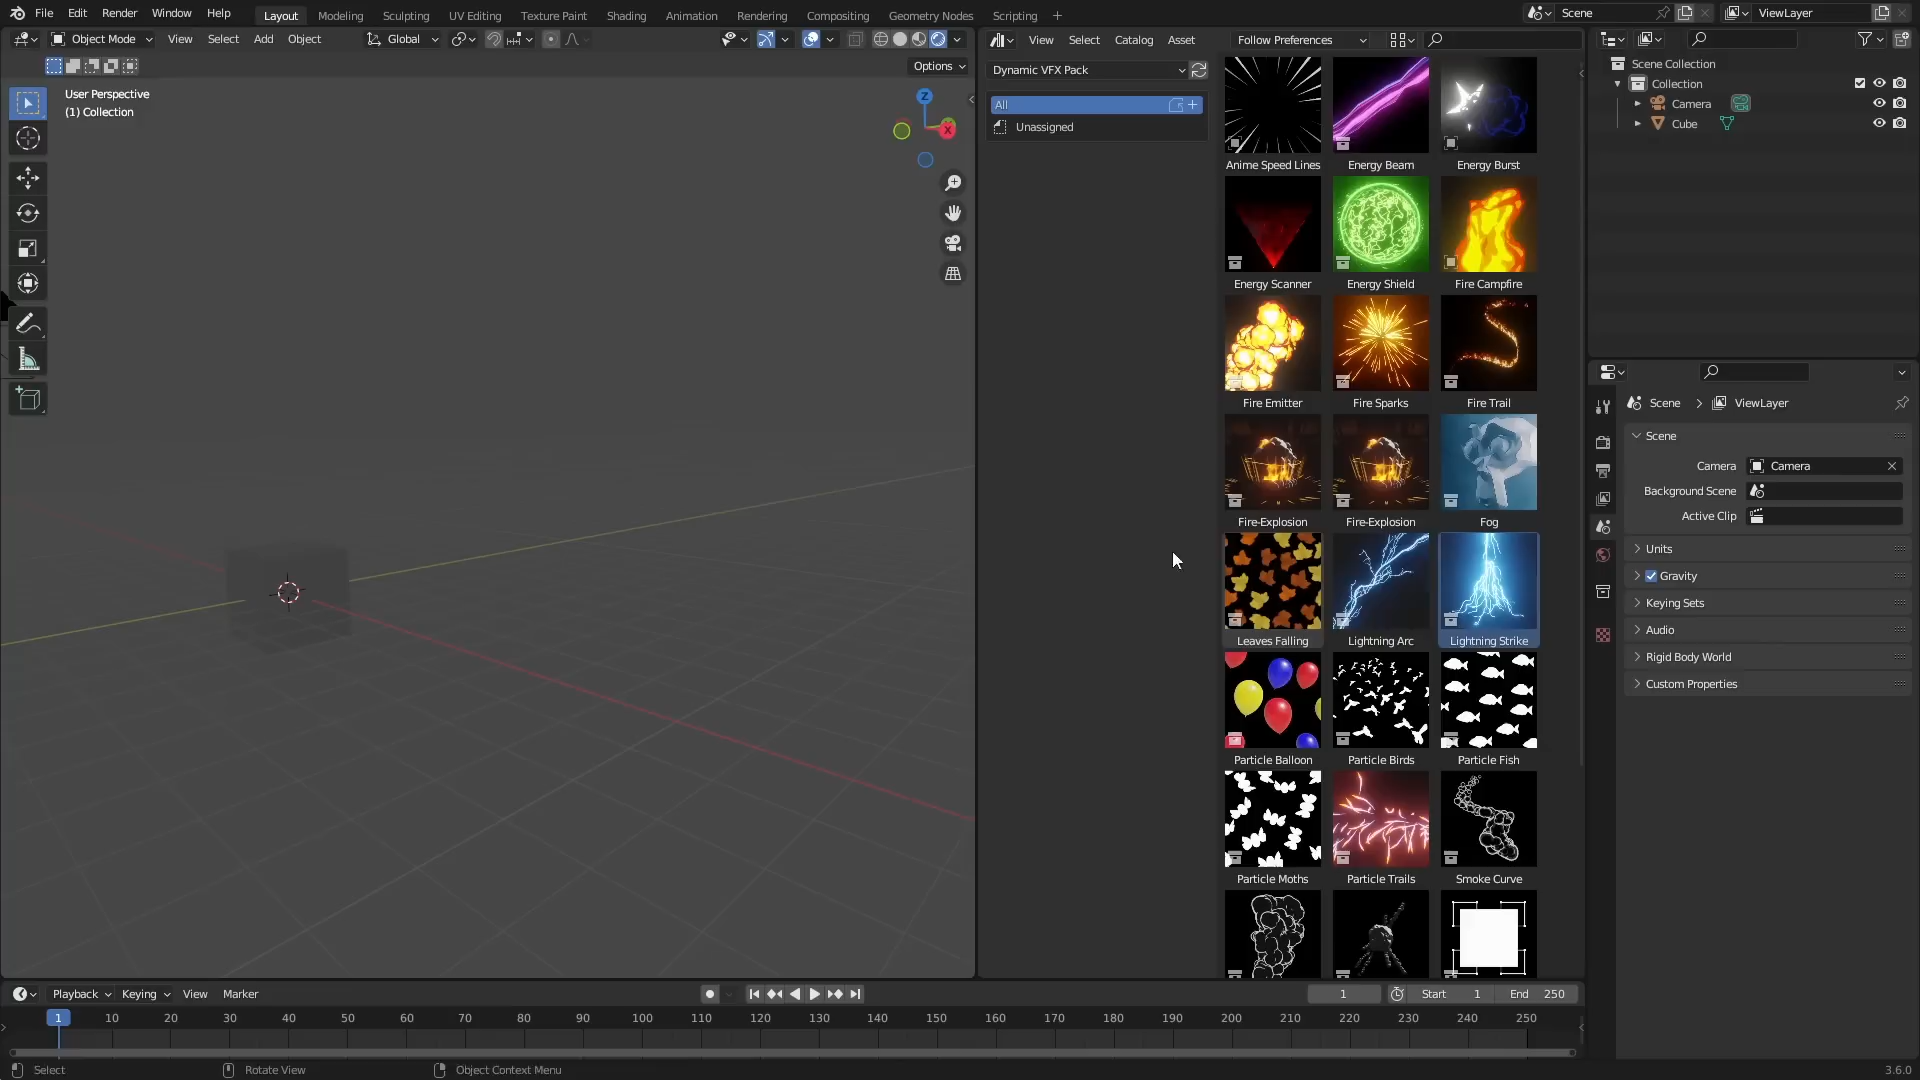 File Edit Render Window Help Layout Modeling Sculpting UV Editing Texture Paint Shading Animation Rendering Compositing Geometry Nodes Scripting + Scene ViewLayer
Object Mode View Select Add Object Global View Select Catalog Asset Follow Preferences
Options
User Perspective
(1) Collection
Z
X
Dynamic VFX Pack
All
Unassigned
Anime Speed Lines Energy Beam Energy Burst
Energy Scanner Energy Shield Fire Campfire
Fire Emitter Fire Sparks Fire Trail
Fire-Explosion Fire-Explosion Fog
Leaves Falling Lightning Arc Lightning Strike
Particle Balloon Particle Birds Particle Fish
Particle Moths Particle Trails Smoke Curve
Scene Collection
Collection
Camera
Cube
Scene > ViewLayer
Scene
Camera Camera
Background Scene
Active Clip
Units
Gravity
Keying Sets
Audio
Rigid Body World
Custom Properties
Playback Keying View Marker 1 Start 1 End 250
1 10 20 30 40 50 60 70 80 90 100 110 120 130 140 150 160 170 180 190 200 210 220 230 240 250
Select Rotate View Object Context Menu 3.6.0